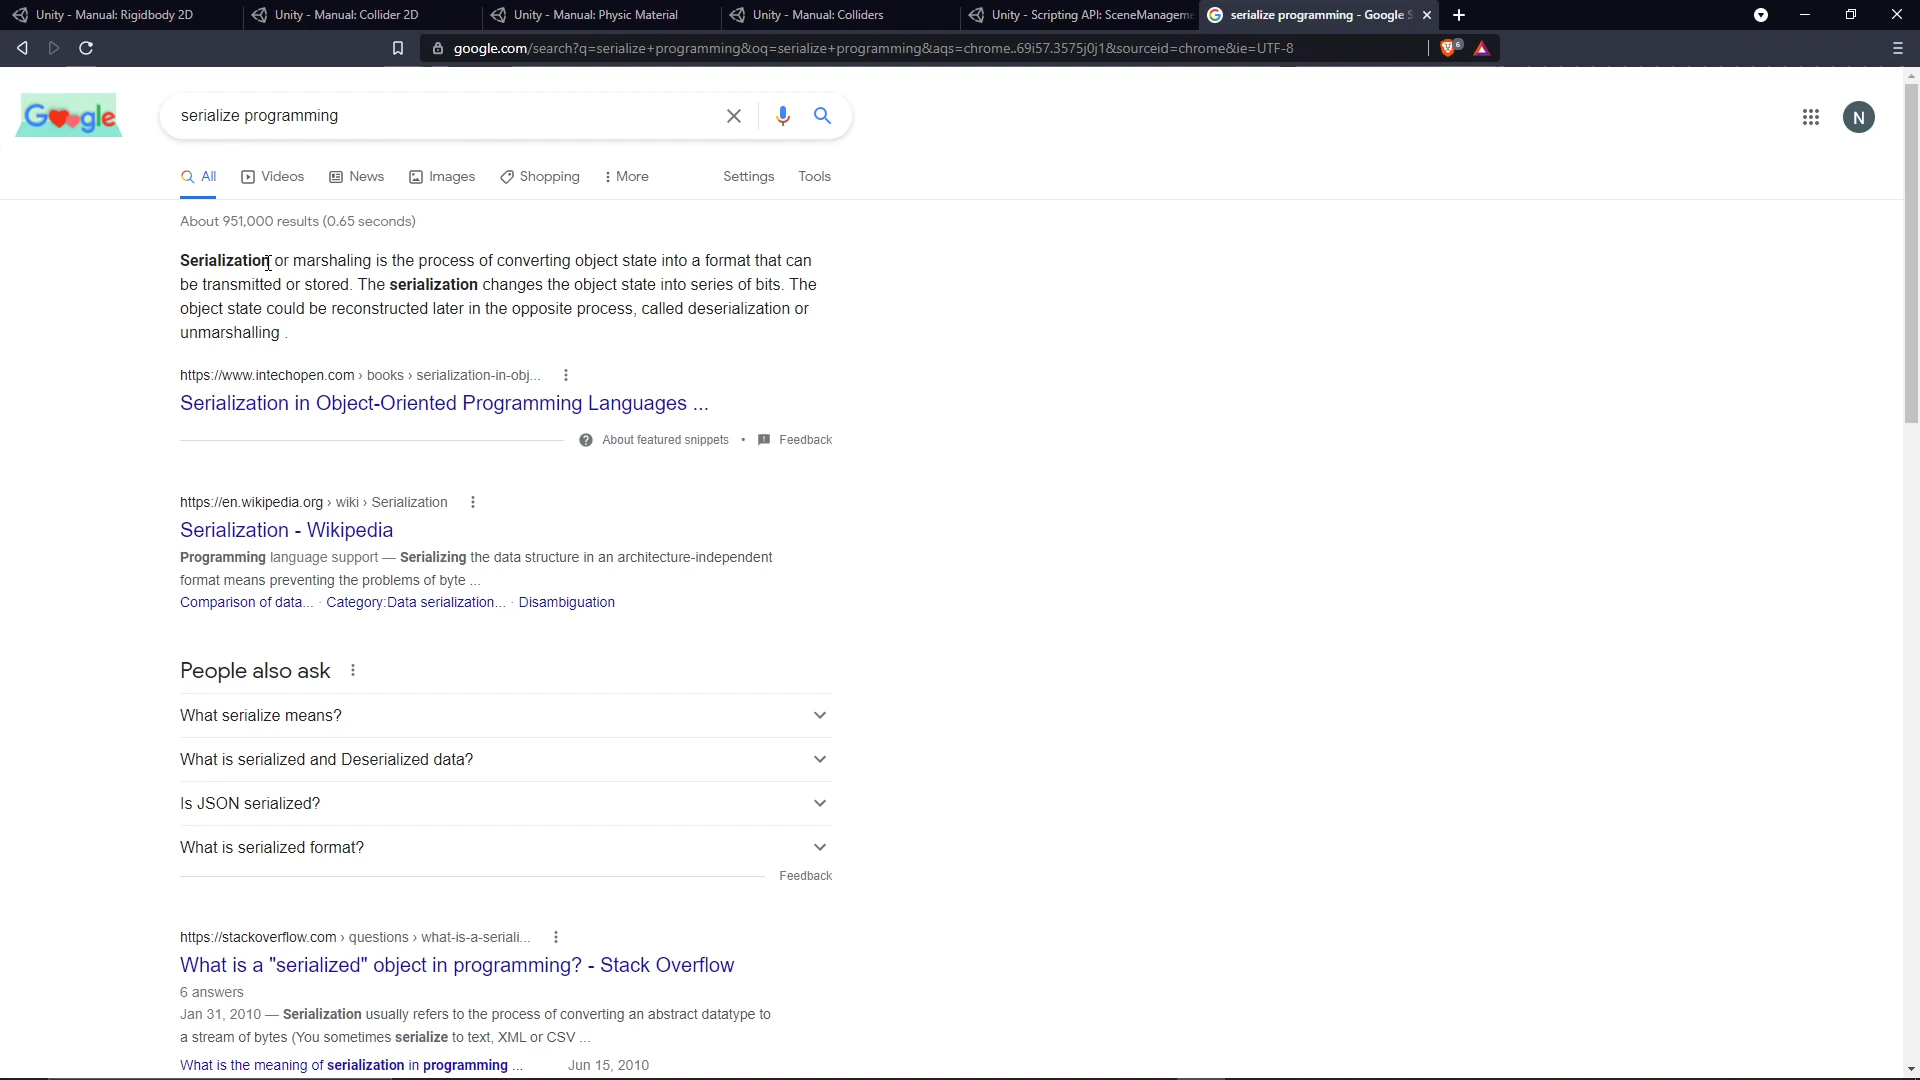 Unity - Manual: Rigidbody 2D
Unity - Manual: Collider 2D
Unity - Manual: Physic Material
Unity - Manual: Colliders
Unity - Scripting API: SceneManageme
serialize programming - Google S
google.com/search?q=serialize+programming&oq=serialize+programming&aqs=chrome..69i57.3575j0j1&sourceid=chrome&ie=UTF-8
6
Google
serialize programming
N
All
Videos
News
Images
Shopping
More
Settings
Tools
About 951,000 results (0.65 seconds)
Serialization or marshaling is the process of converting object state into a format that can
be transmitted or stored. The serialization changes the object state into series of bits. The
object state could be reconstructed later in the opposite process, called deserialization or
unmarshalling .
https://www.intechopen.com › books › serialization-in-obj...
Serialization in Object-Oriented Programming Languages ...
About featured snippets • Feedback
https://en.wikipedia.org › wiki › Serialization
Serialization - Wikipedia
Programming language support — Serializing the data structure in an architecture-independent
format means preventing the problems of byte ...
Comparison of data... · Category:Data serialization... · Disambiguation
People also ask
What serialize means?
What is serialized and Deserialized data?
Is JSON serialized?
What is serialized format?
Feedback
https://stackoverflow.com › questions › what-is-a-seriali...
What is a "serialized" object in programming? - Stack Overflow
6 answers
Jan 31, 2010 — Serialization usually refers to the process of converting an abstract datatype to
a stream of bytes (You sometimes serialize to text, XML or CSV ...
What is the meaning of serialization in programming ... Jun 15, 2010